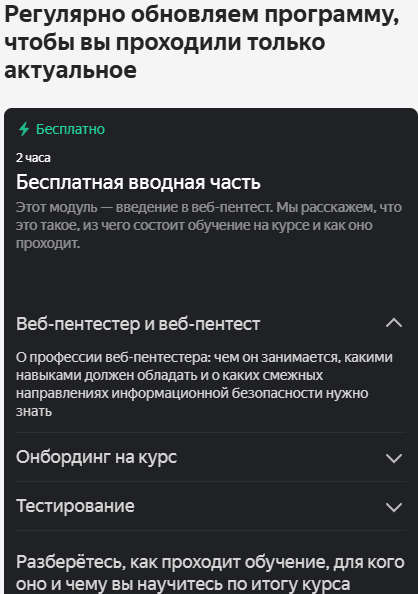 Регулярно обновляем программу,
чтобы вы проходили только
актуальное
Бесплатно
2 часа
Бесплатная вводная часть
Этот модуль — введение в веб-пентест. Мы расскажем, что
это такое, из чего состоит обучение на курсе и как оно
проходит.
Веб-пентестер и веб-пентест
О профессии веб-пентестера: чем он занимается, какими
навыками должен обладать и о каких смежных
направлениях информационной безопасности нужно
знать
Онбординг на курс
Тестирование
Разберётесь, как проходит обучение, для кого
оно и чему вы научитесь по итогу курса